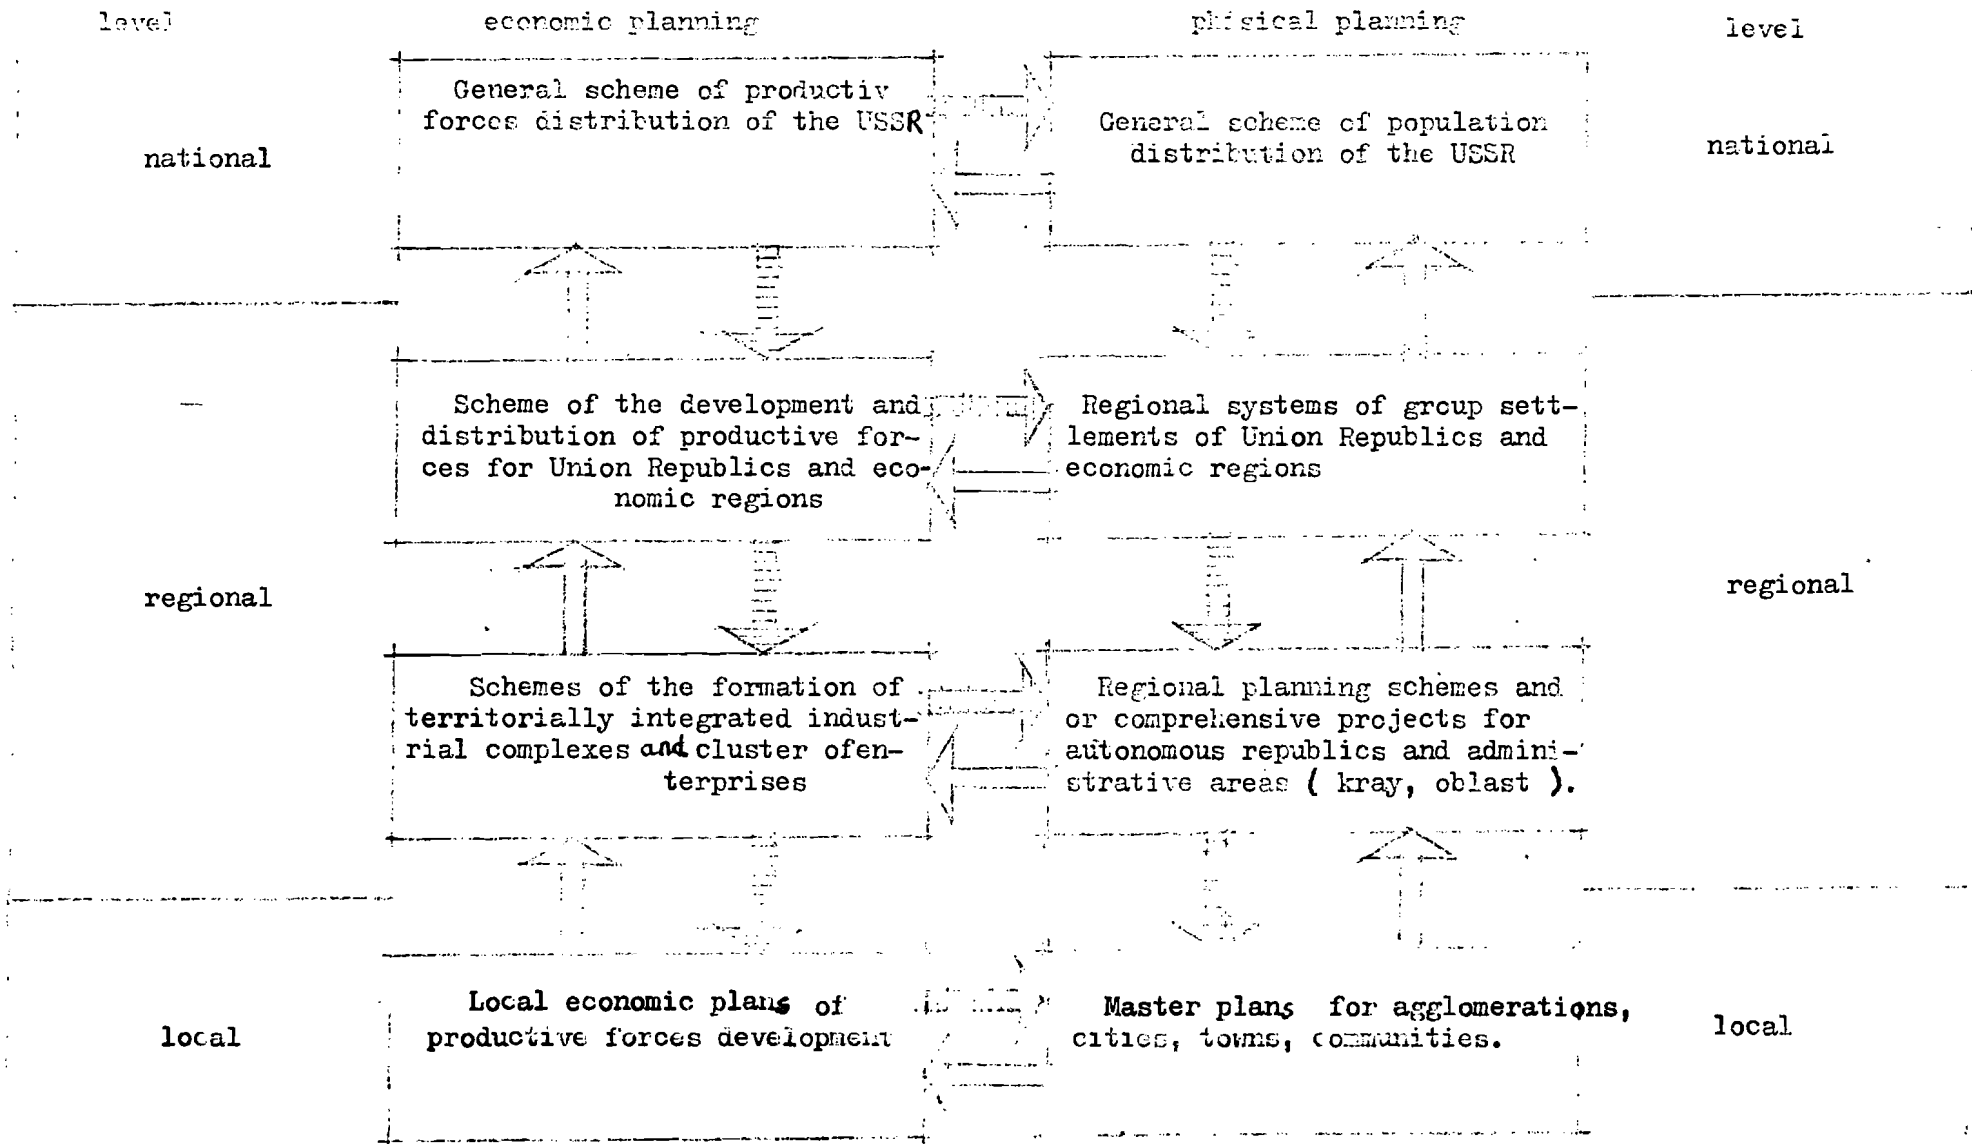 level
economic planning
phisical planning
level
national
General scheme of productiv
forces distribution of the USSR
General scheme of population
distribution of the USSR
national
regional
Scheme of the development and
distribution of productive for-
ces for Union Republics and eco-
nomic regions
Regional systems of group sett-
lements of Union Republics and
economic regions
regional
Schemes of the formation of
territorially integrated indust-
rial complexes and cluster ofen-
terprises
Regional planning schemes and
or comprehensive projects for
autonomous republics and admini-
strative areas ( kray, oblast ).
local
Local economic plans of
productive forces development
Master plans for agglomerations,
cities, towns, communities.
local